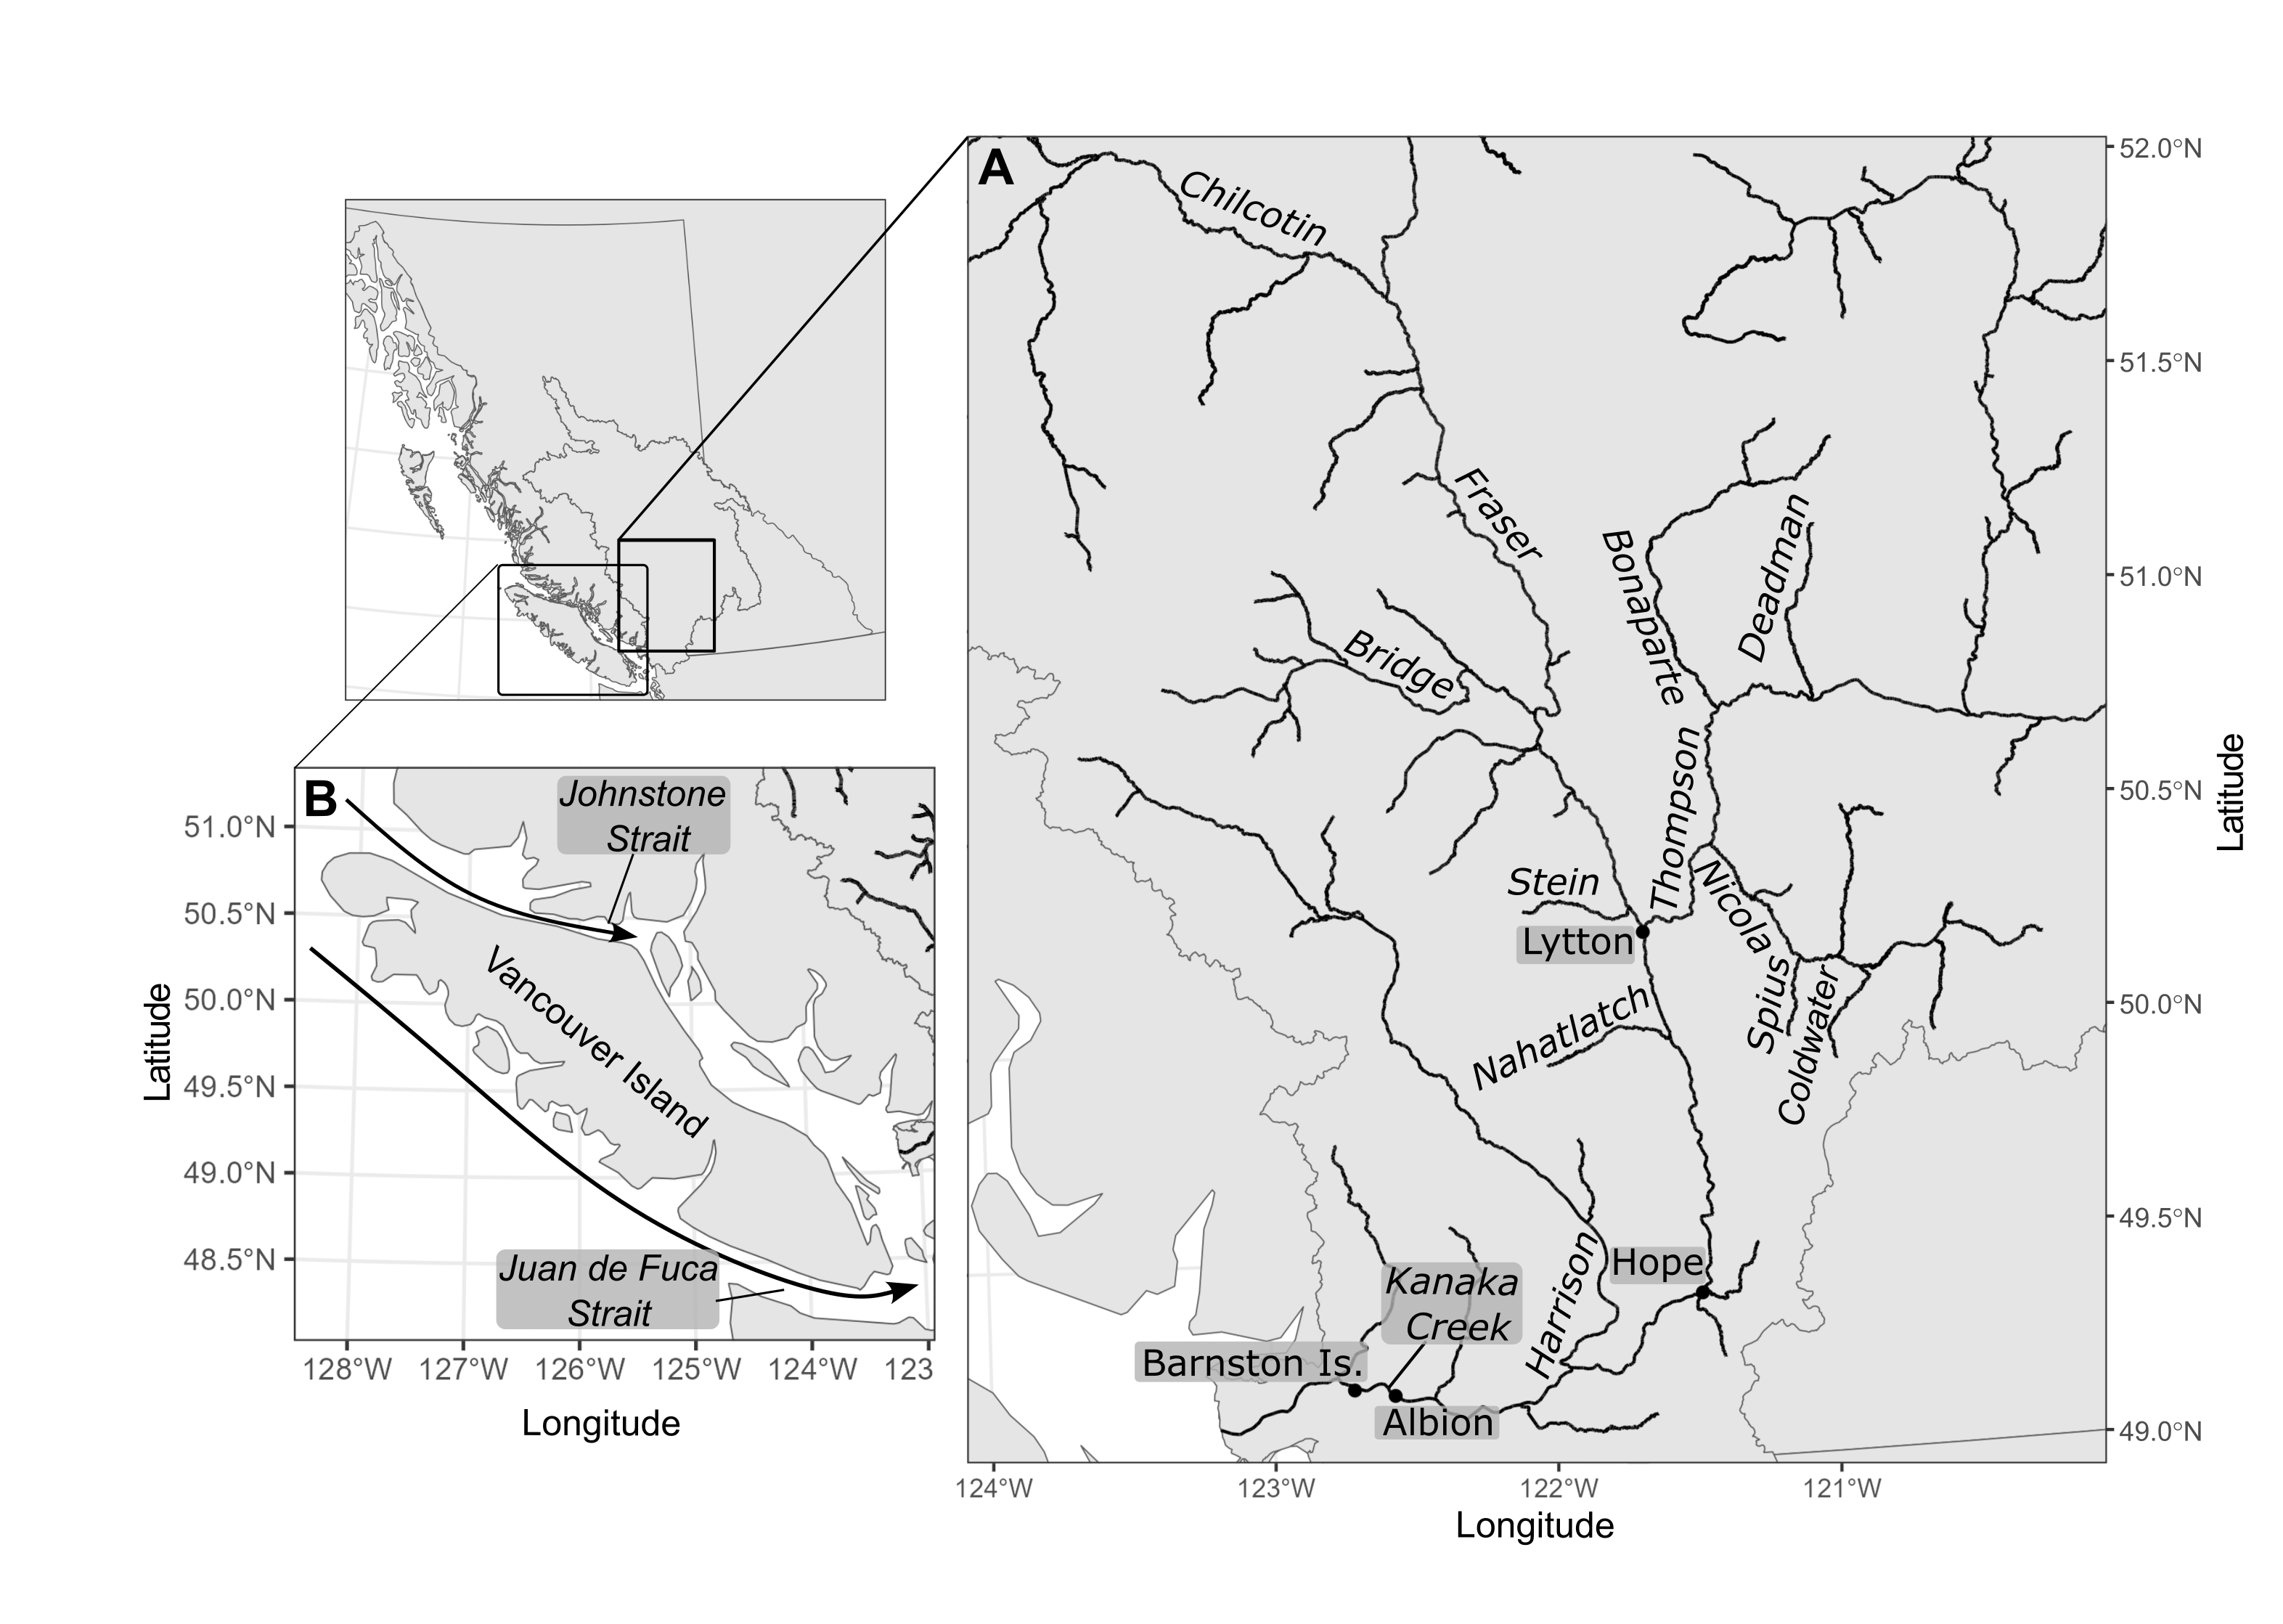 A
Chilcotin
Fraser
Bonaparte
Deadman
Bridge
Thompson
Stein
Nicola
Lytton
Spius
Coldwater
Nahatlatch
Harrison
Hope
Kanaka
Creek
Barnston Is.
Albion
52.0°N
51.5°N
51.0°N
50.5°N
50.0°N
49.5°N
49.0°N
Latitude
124°W
123°W
122°W
121°W
Longitude
B
Johnstone
Strait
Vancouver Island
Juan de Fuca
Strait
51.0°N
50.5°N
50.0°N
49.5°N
49.0°N
48.5°N
Latitude
128°W
127°W
126°W
125°W
124°W
123
Longitude